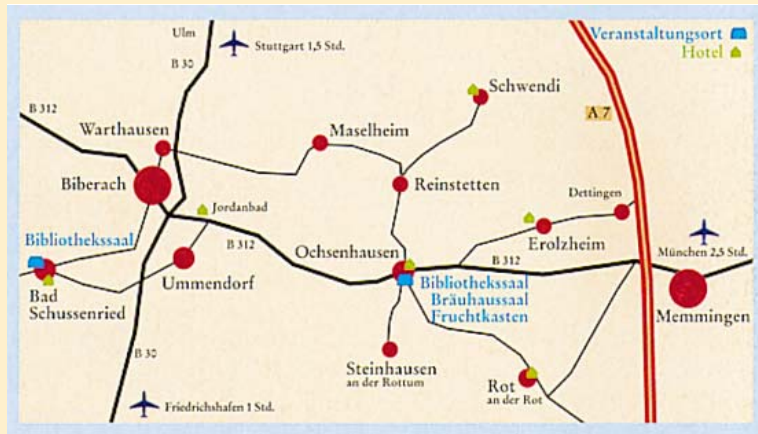 Veranstaltungsort
Hotel
Ulm
B 30
Stuttgart 1,5 Std.
B 312
Schwendi
A 7
Warthausen
Maselheim
Biberach
Reinstetten
Jordanbad
Dettingen
Bibliothekssaal
B 312
Ochsenhausen
Erolzheim
München 2,5 Std.
B 312
Bad
Schussenried
Ummendorf
Bibliothekssaal
Bräuhaussaal
Fruchtkasten
Memmingen
B 30
Steinhausen
an der Rottum
Rot
an der Rot
Friedrichshafen 1 Std.